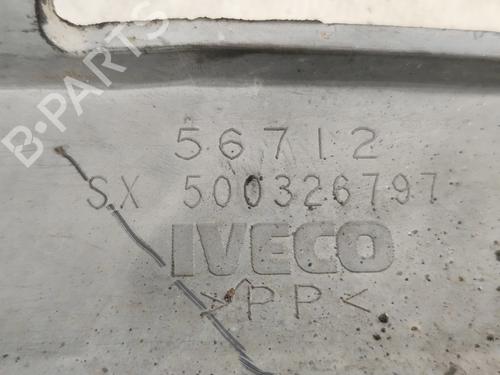 B-PARTS
56712
SX 500326797
IVECO
>PP<